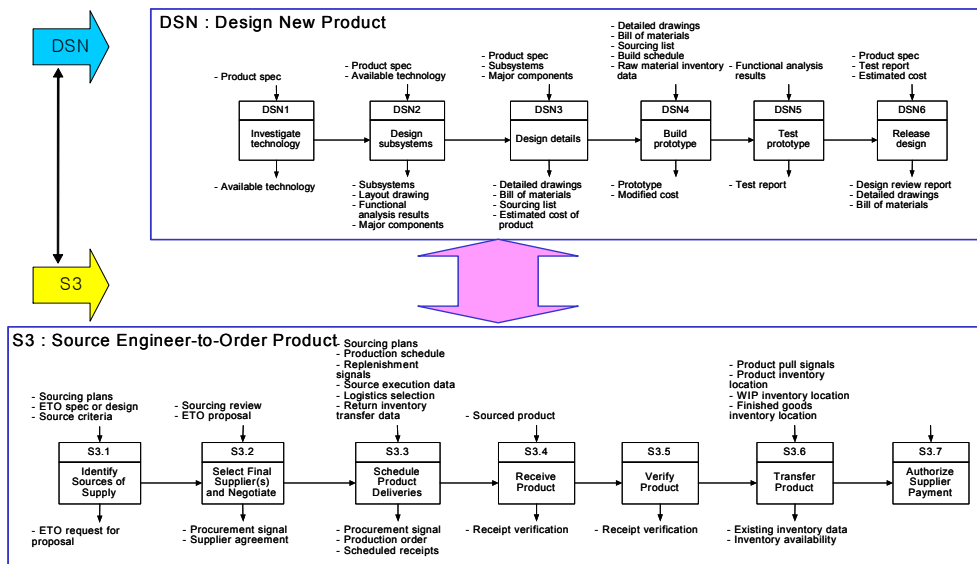 DSN
S3
DSN : Design New Product
- Product spec
DSN1
Investigate
technology
- Available technology
- Product spec
- Available technology
DSN2
Design
subsystems
- Subsystems
- Layout drawing
- Functional
analysis results
- Major components
- Product spec
- Subsystems
- Major components
DSN3
Design details
- Detailed drawings
- Bill of materials
- Sourcing list
- Estimated cost of
product
- Detailed drawings
- Bill of materials
- Sourcing list
- Build schedule
- Raw material inventory
data
DSN4
Build
prototype
- Prototype
- Modified cost
- Functional analysis
results
DSN5
Test
prototype
- Test report
- Product spec
- Test report
- Estimated cost
DSN6
Release
design
- Design review report
- Detailed drawings
- Bill of materials
S3 : Source Engineer-to-Order Product
- Sourcing plans
- ETO spec or design
- Source criteria
S3.1
Identify
Sources of
Supply
- ETO request for
proposal
- Sourcing review
- ETO proposal
S3.2
Select Final
Supplier(s)
and Negotiate
- Procurement signal
- Supplier agreement
- Sourcing plans
- Production schedule
- Replenishment
signals
- Source execution data
- Logistics selection
- Return inventory
transfer data
S3.3
Schedule
Product
Deliveries
- Procurement signal
- Production order
- Scheduled receipts
- Sourced product
S3.4
Receive
Product
- Receipt verification
S3.5
Verify
Product
- Receipt verification
- Product pull signals
- Product inventory
location
- WIP inventory location
- Finished goods
inventory location
S3.6
Transfer
Product
- Existing inventory data
- Inventory availability
S3.7
Authorize
Supplier
Payment